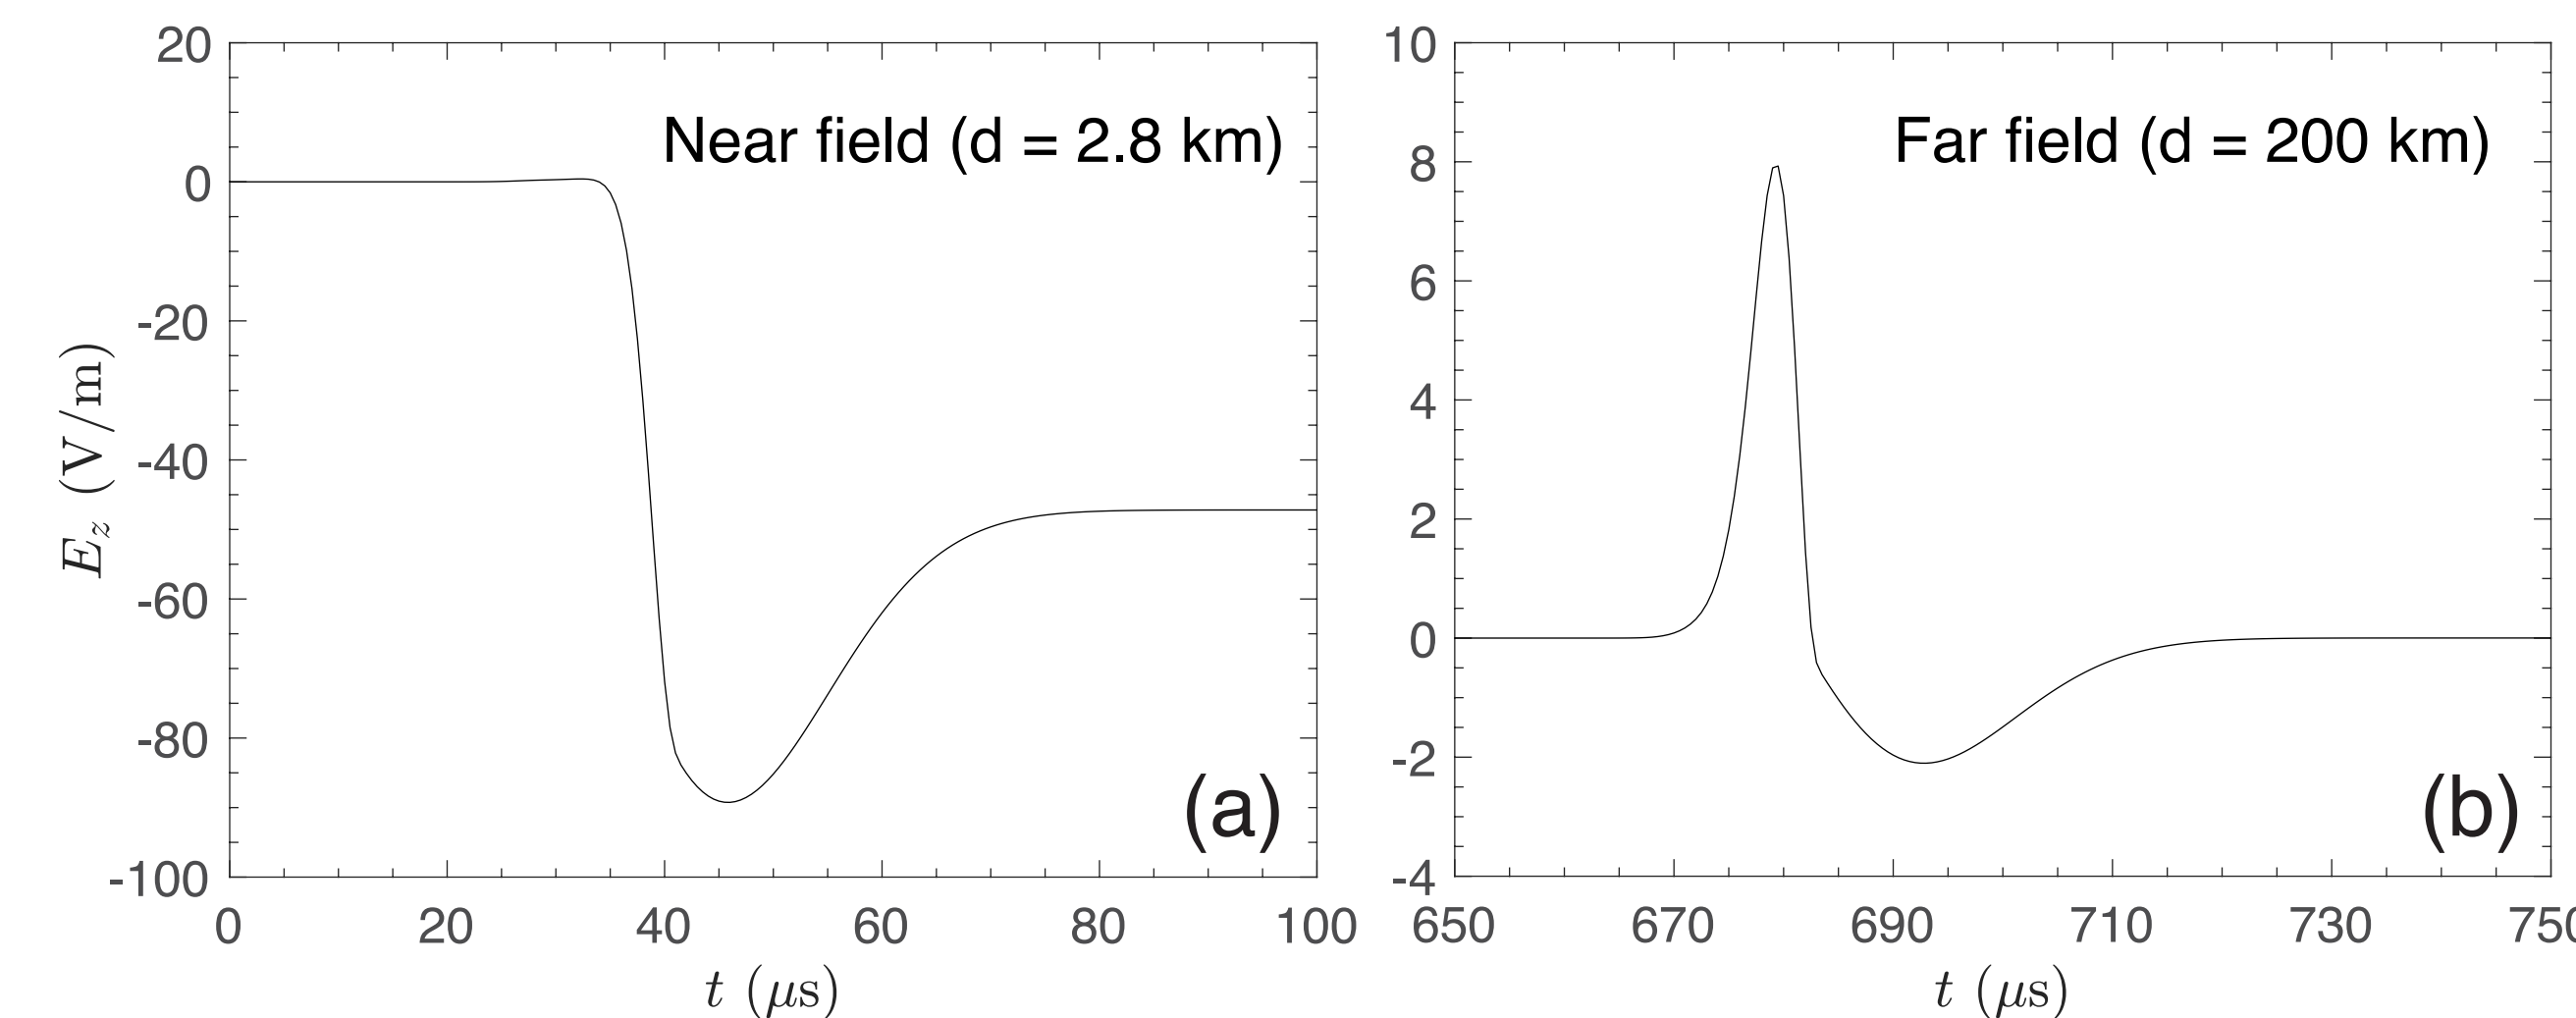 20
0
-20
-40
-60
-80
-100
E_z (V/m)
Near field (d = 2.8 km)
(a)
0 20 40 60 80 100
t (μs)
10
8
6
4
2
0
-2
-4
Far field (d = 200 km)
(b)
650 670 690 710 730 750
t (μs)